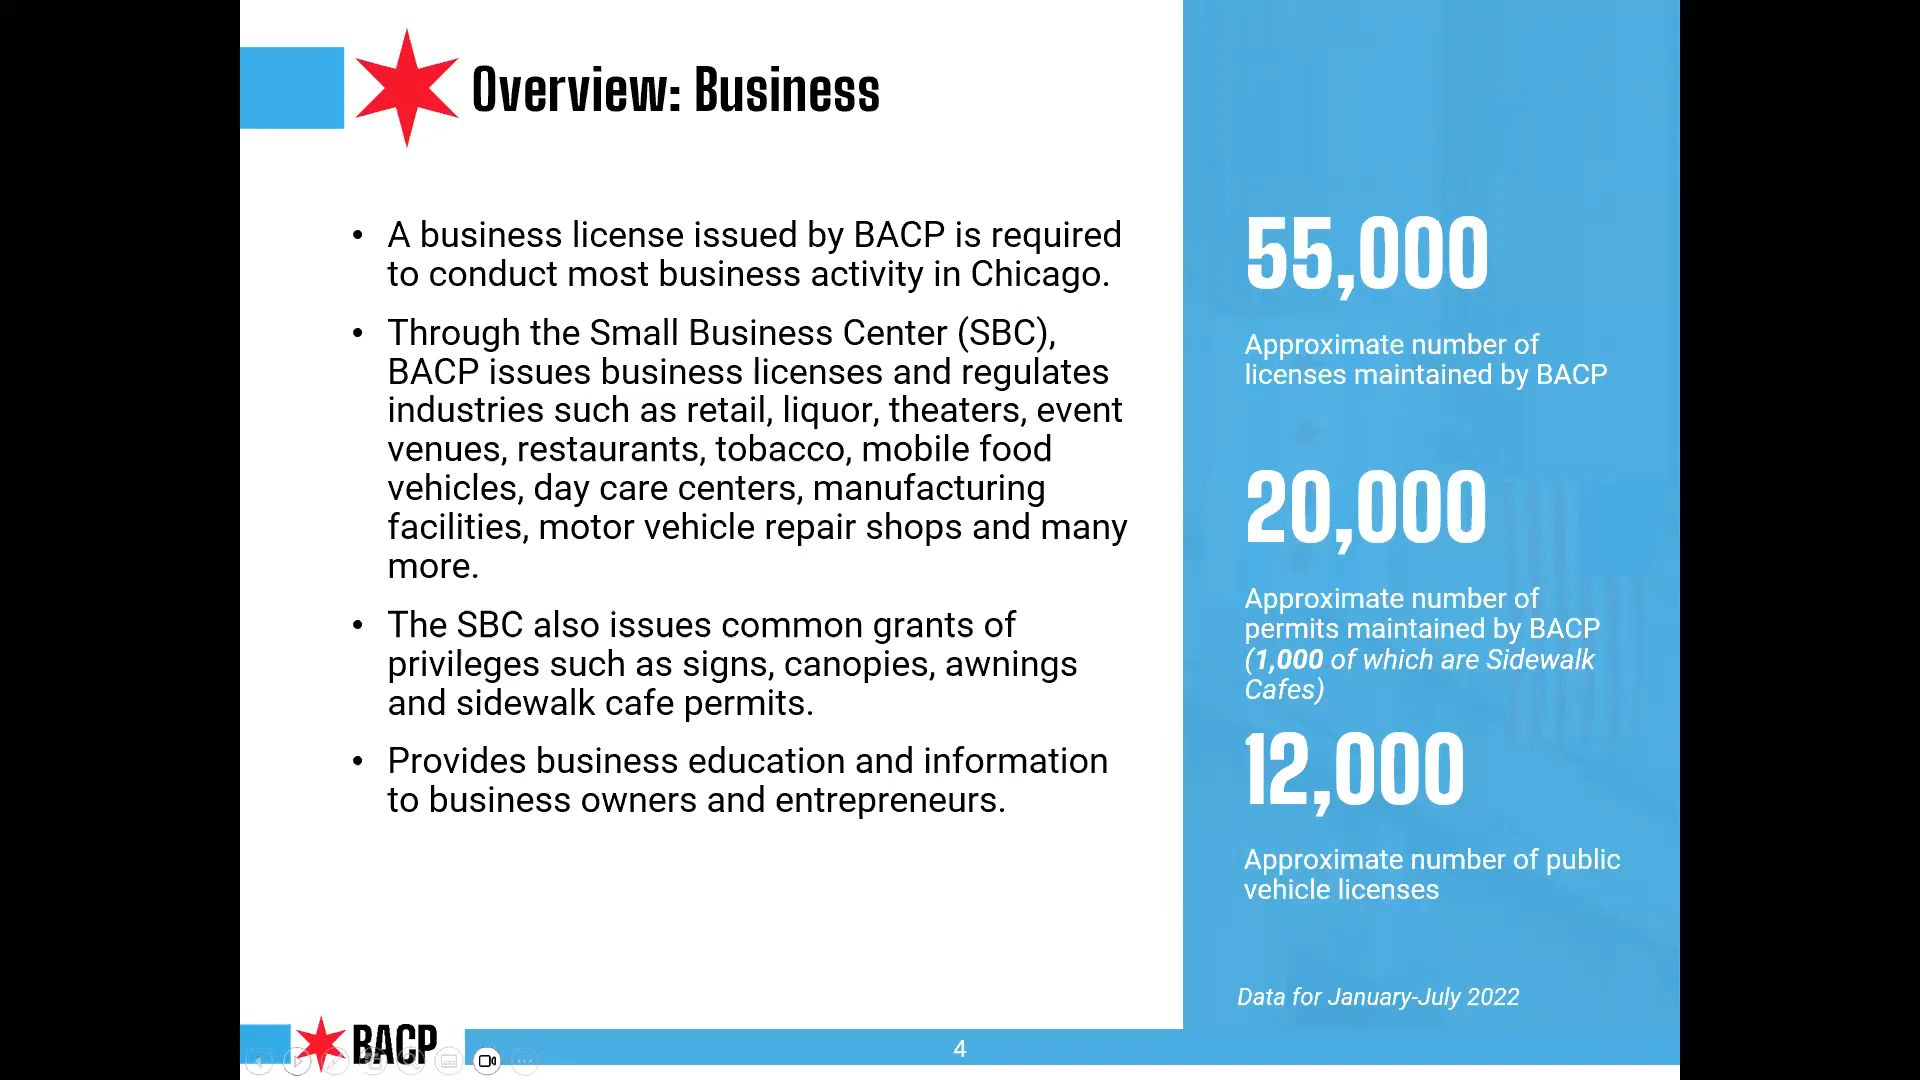 Overview: Business
• A business license issued by BACP is required
to conduct most business activity in Chicago.
• Through the Small Business Center (SBC),
BACP issues business licenses and regulates
industries such as retail, liquor, theaters, event
venues, restaurants, tobacco, mobile food
vehicles, day care centers, manufacturing
facilities, motor vehicle repair shops and many
more.
• The SBC also issues common grants of
privileges such as signs, canopies, awnings
and sidewalk cafe permits.
• Provides business education and information
to business owners and entrepreneurs.
55,000
Approximate number of
licenses maintained by BACP
20,000
Approximate number of
permits maintained by BACP
(1,000 of which are Sidewalk
Cafes)
12,000
Approximate number of public
vehicle licenses
Data for January-July 2022
BACP
4